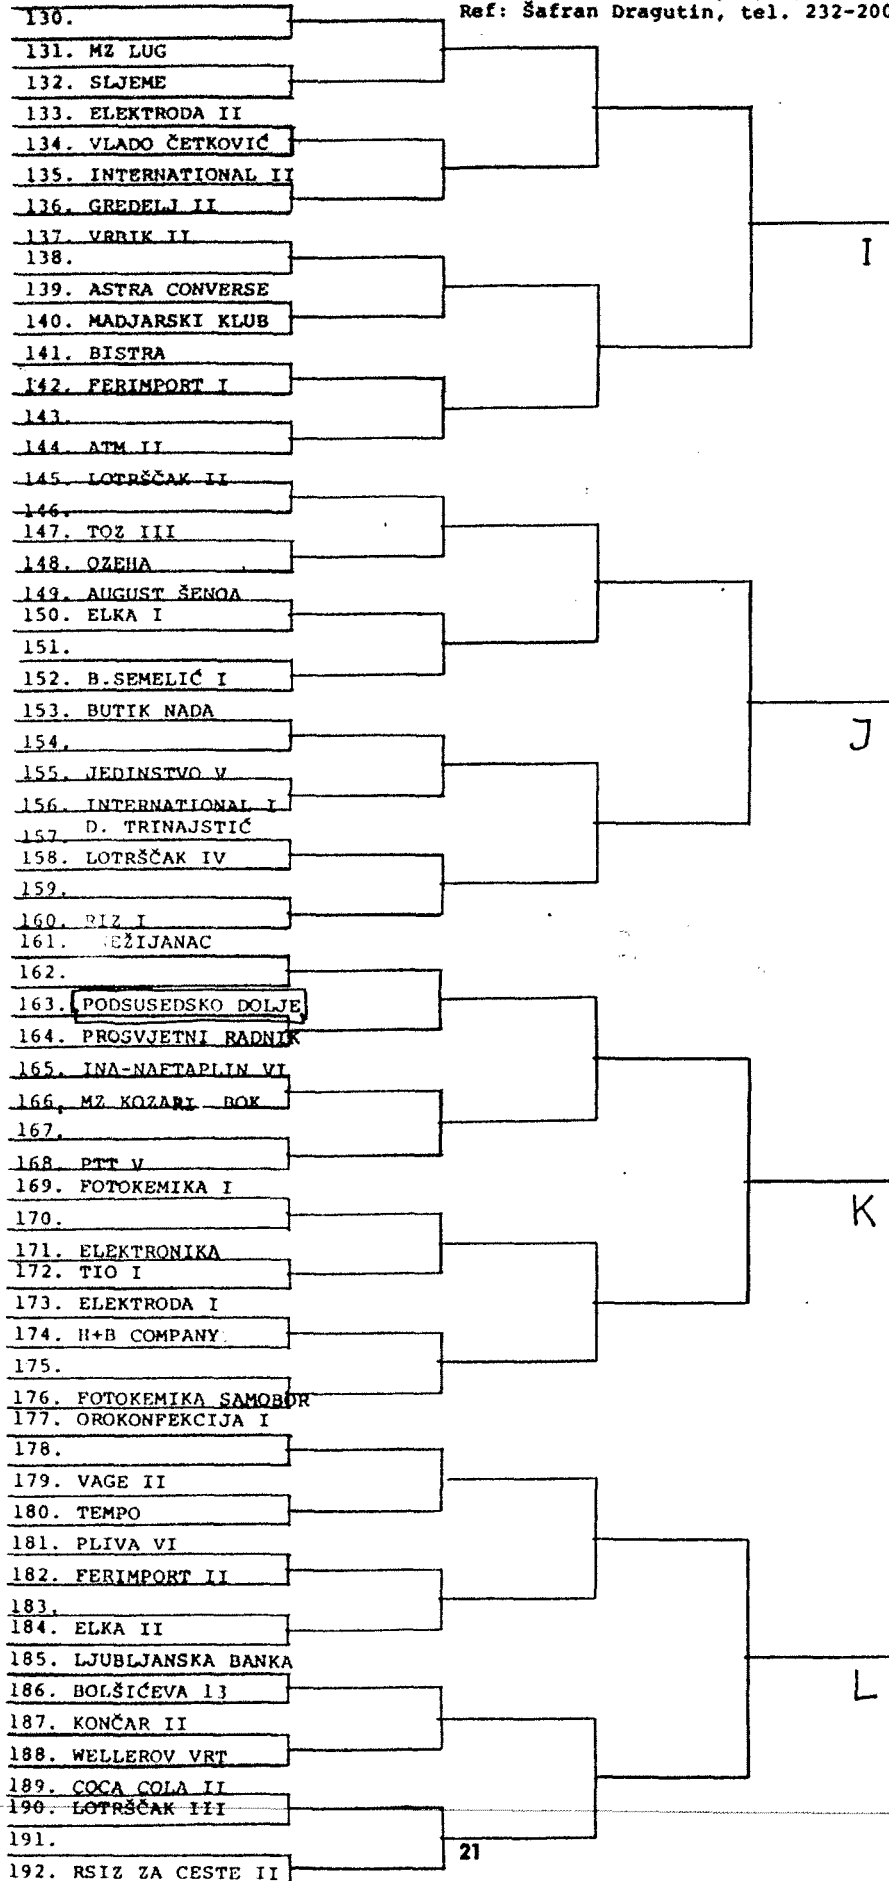 Ref: Šafran Dragutin, tel. 232-200
130.
131. MZ LUG
132. SLJEME
133. ELEKTRODA II
134. VLADO ČETKOVIĆ
135. INTERNATIONAL II
136. GREDELJ II
137. VRBIK II
138.
139. ASTRA CONVERSE
140. MADJARSKI KLUB
I
141. BISTRA
142. FERIMPORT I
143.
144. ATM II
145. LOTRŠČAK II
146.
147. TOZ III
148. OZEHA
149. AUGUST ŠENOA
150. ELKA I
151.
152. B.SEMELIĆ I
153. BUTIK NADA
J
154.
155. JEDINSTVO V
156. INTERNATIONAL I
157. D. TRINAJSTIĆ
158. LOTRŠČAK IV
159.
160. RIZ I
161. EŽIJANAC
162.
163. PODSUSEDSKO DOLJE
164. PROSVJETNI RADNIK
165. INA-NAFTAPLIN VI
166. MZ KOZARI BOK
167.
168. PTT V
169. FOTOKEMIKA I
K
170.
171. ELEKTRONIKA
172. TIO I
173. ELEKTRODA I
174. H+B COMPANY
175.
176. FOTOKEMIKA SAMOBOR
177. OROKONFEKCIJA I
178.
179. VAGE II
180. TEMPO
181. PLIVA VI
182. FERIMPORT II
183.
184. ELKA II
185. LJUBLJANSKA BANKA
L
186. BOLŠIĆEVA 13
187. KONČAR II
188. WELLEROV VRT
189. COCA COLA II
190. LOTRŠČAK III
191.
192. RSIZ ZA CESTE II
21